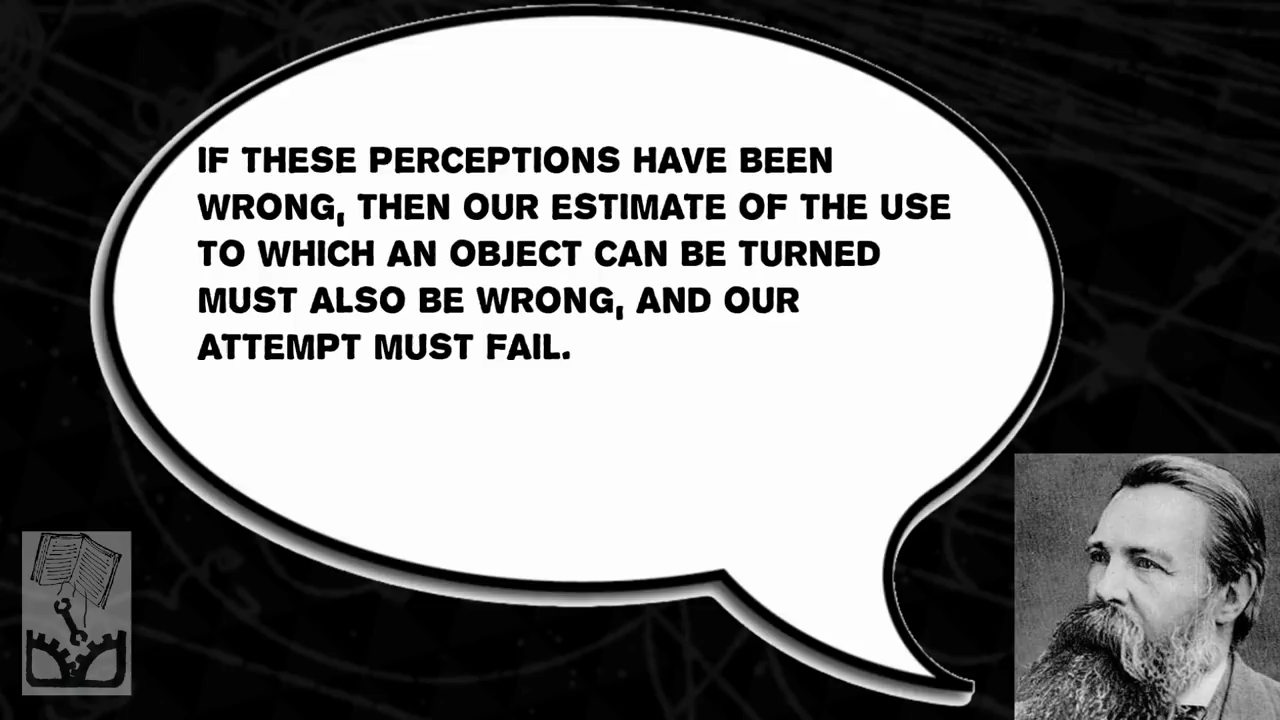 IF THESE PERCEPTIONS HAVE BEEN
WRONG, THEN OUR ESTIMATE OF THE USE
TO WHICH AN OBJECT CAN BE TURNED
MUST ALSO BE WRONG, AND OUR
ATTEMPT MUST FAIL.